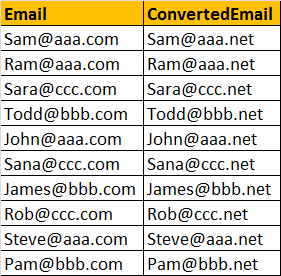 Email ConvertedEmail
Sam@aaa.com Sam@aaa.net
Ram@aaa.com Ram@aaa.net
Sara@ccc.com Sara@ccc.net
Todd@bbb.com Todd@bbb.net
John@aaa.com John@aaa.net
Sana@ccc.com Sana@ccc.net
James@bbb.com James@bbb.net
Rob@ccc.com Rob@ccc.net
Steve@aaa.com Steve@aaa.net
Pam@bbb.com Pam@bbb.net